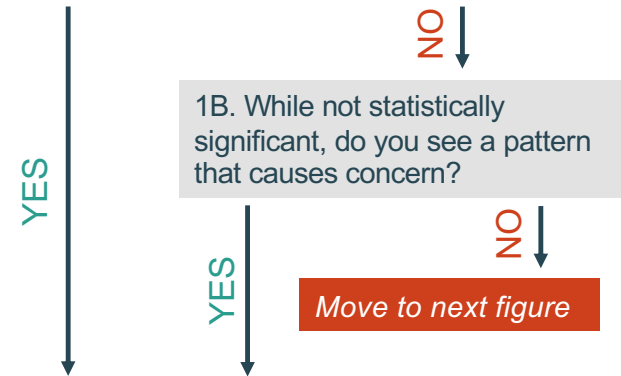 NO
1B. While not statistically
significant, do you see a pattern
that causes concern?
YES
NO
YES
Move to next figure